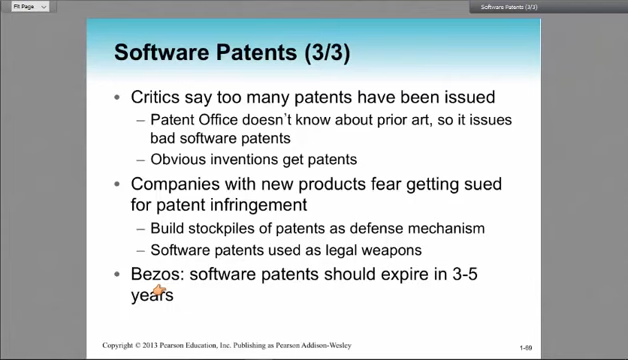 Fit Page
Software Patents (3/3)
Software Patents (3/3)
• Critics say too many patents have been issued
– Patent Office doesn't know about prior art, so it issues
bad software patents
– Obvious inventions get patents
• Companies with new products fear getting sued
for patent infringement
– Build stockpiles of patents as defense mechanism
– Software patents used as legal weapons
• Bezos: software patents should expire in 3-5
years
Copyright © 2013 Pearson Education, Inc. Publishing as Pearson Addison-Wesley
1-89